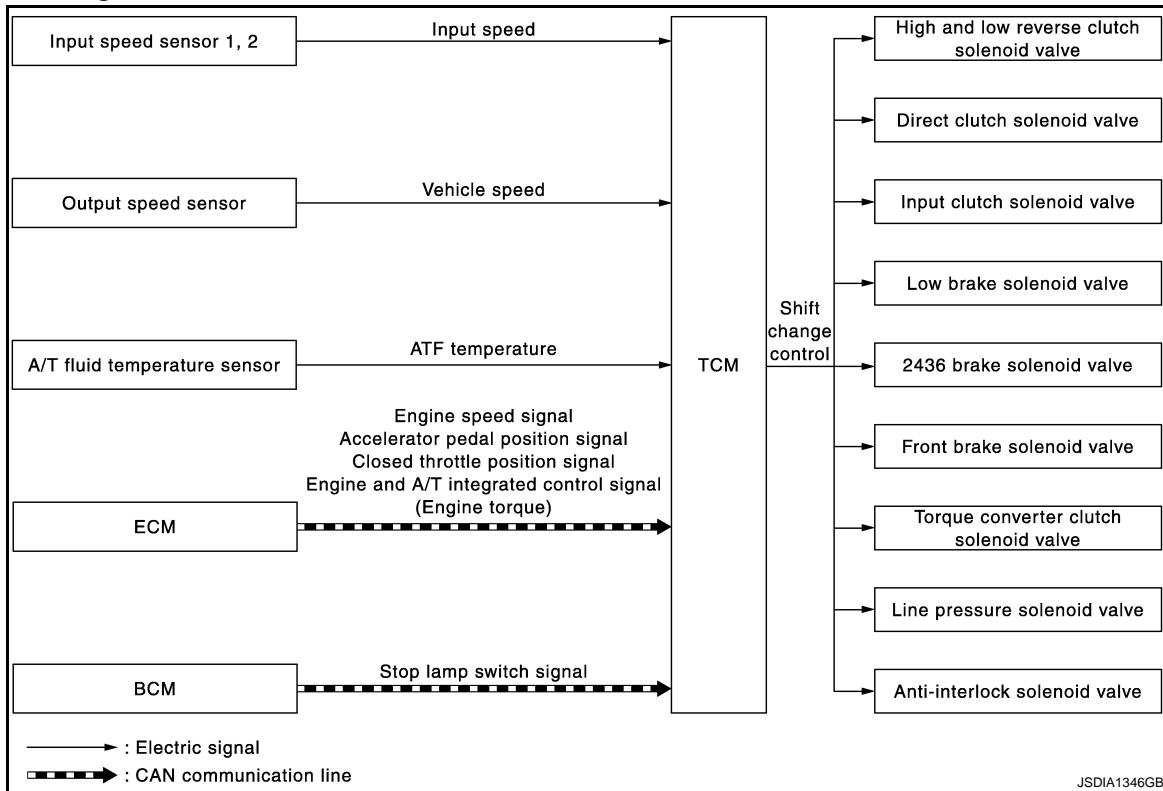 Input speed sensor 1, 2
Input speed
High and low reverse clutch
solenoid valve
Direct clutch solenoid valve
Output speed sensor
Vehicle speed
Input clutch solenoid valve
Low brake solenoid valve
Shift
change
control
A/T fluid temperature sensor
ATF temperature
TCM
2436 brake solenoid valve
Engine speed signal
Accelerator pedal position signal
Closed throttle position signal
Engine and A/T integrated control signal
(Engine torque)
Front brake solenoid valve
ECM
Torque converter clutch
solenoid valve
Line pressure solenoid valve
BCM
Stop lamp switch signal
Anti-interlock solenoid valve
: Electric signal
: CAN communication line
JSDIA1346GB